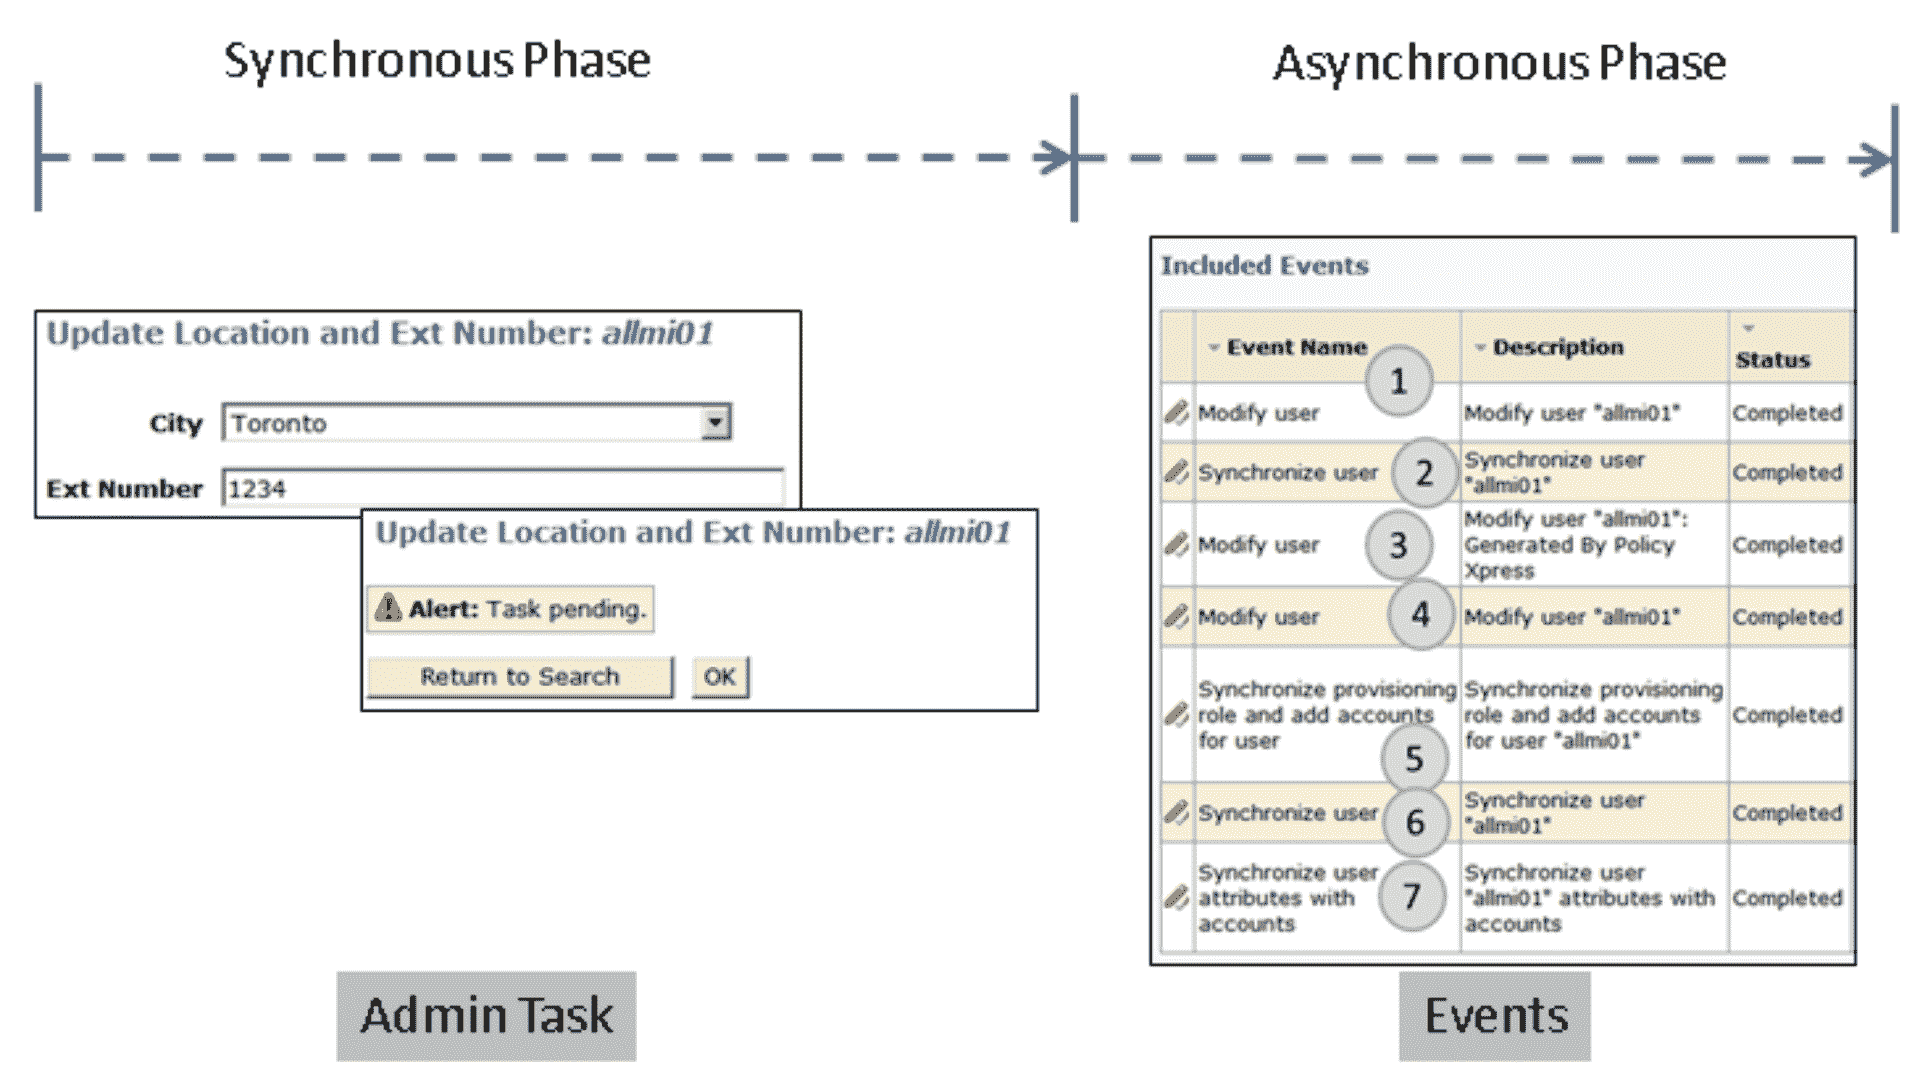 Synchronous Phase
Asynchronous Phase
Update Location and Ext Number: allmi01
City
Toronto
Ext Number
1234
Update Location and Ext Number: allmi01
Alert: Task pending.
Return to Search
OK
Included Events
Event Name
Description
Status
1
Modify user
Modify user "allmi01"
Completed
Synchronize user
2
Synchronize user
"allmi01"
Completed
Modify user
3
Modify user "allmi01":
Generated By Policy
Xpress
Completed
Modify user
4
Modify user "allmi01"
Completed
Synchronize provisioning
role and add accounts
for user
5
Synchronize provisioning
role and add accounts
for user "allmi01"
Completed
Synchronize user
6
Synchronize user
"allmi01"
Completed
Synchronize user
attributes with
accounts
7
Synchronize user
"allmi01" attributes with
accounts
Completed
Admin Task
Events